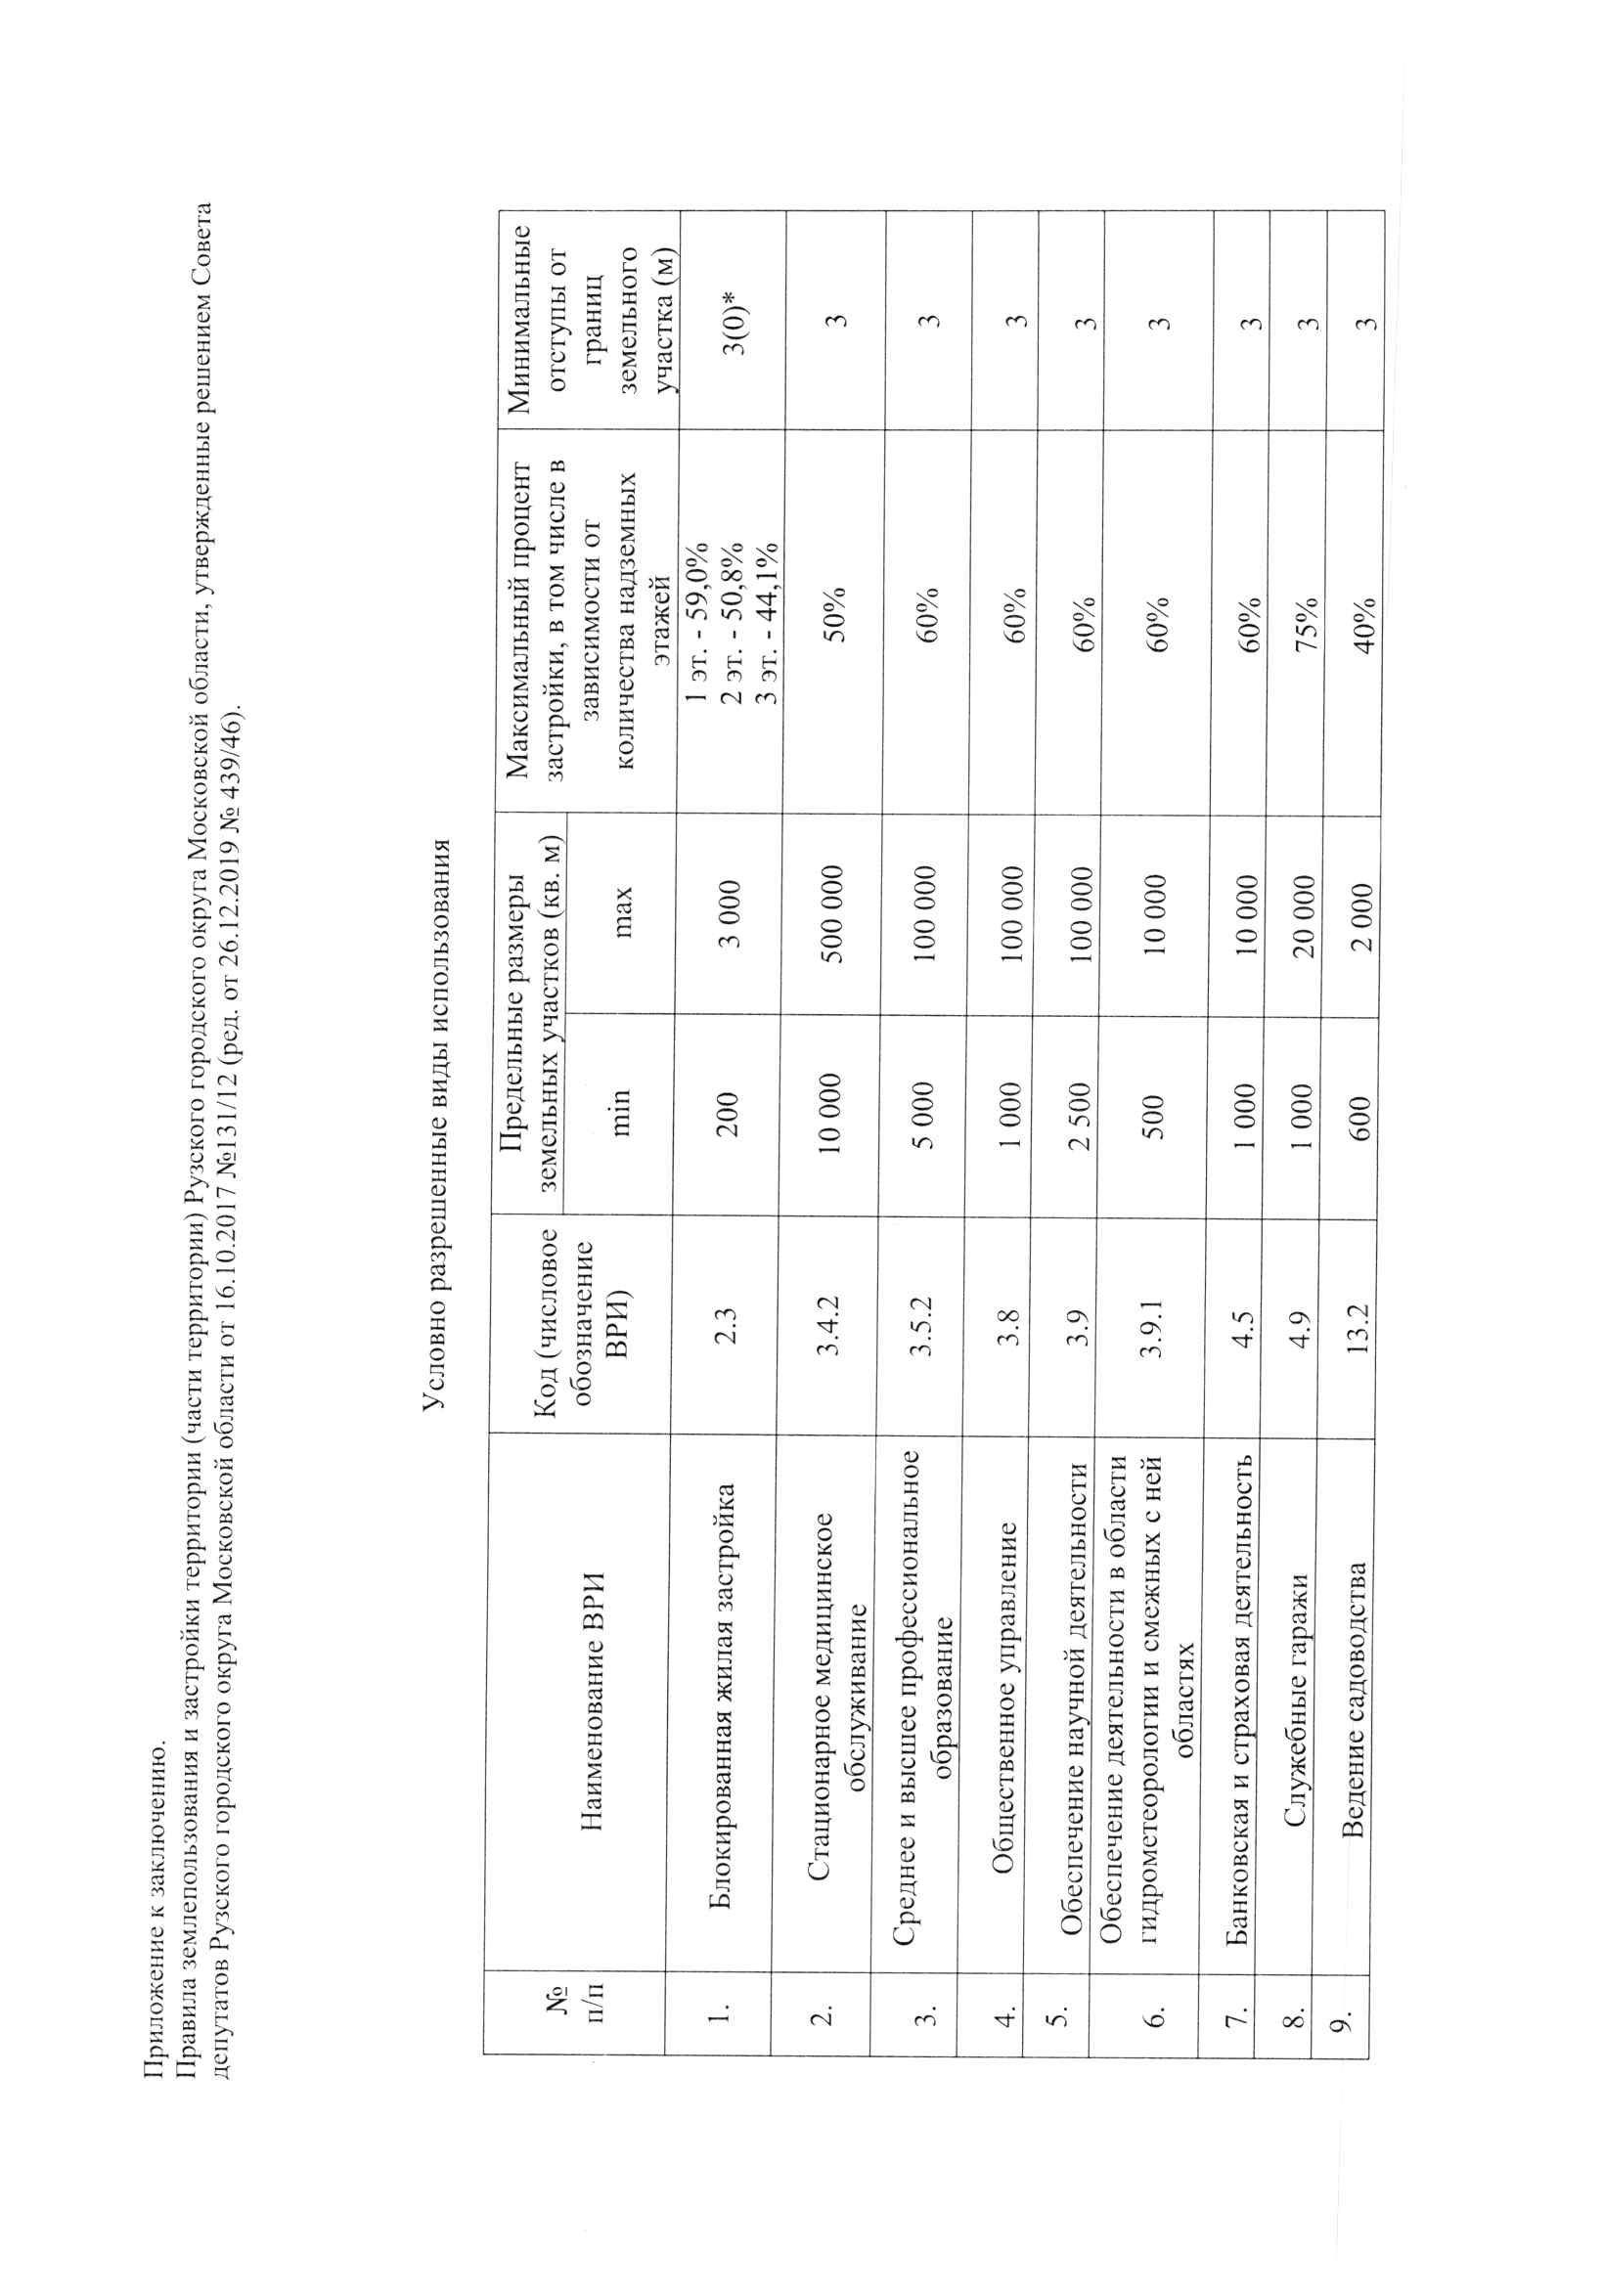 Приложение к заключению.
Правила землепользования и застройки территории (части территории) Рузского городского округа Московской области, утвержденные решением Совета
депутатов Рузского городского округа Московской области от 16.10.2017 №131/12 (ред. от 26.12.2019 № 439/46).
Условно разрешенные виды использования
№
п/п
Наименование ВРИ
Код (числовое
обозначение
ВРИ)
Предельные размеры
земельных участков (кв. м)
min
max
Максимальный процент
застройки, в том числе в
зависимости от
количества надземных
этажей
Минимальные
отступы от
границ
земельного
участка (м)
1.
Блокированная жилая застройка
2.3
200
3 000
1 эт. - 59,0%
2 эт. - 50,8%
3 эт. - 44,1%
3(0)*
2.
Стационарное медицинское
обслуживание
3.4.2
10 000
500 000
50%
3
3.
Среднее и высшее профессиональное
образование
3.5.2
5 000
100 000
60%
3
4.
Общественное управление
3.8
1 000
100 000
60%
3
5.
Обеспечение научной деятельности
3.9
2 500
100 000
60%
3
6.
Обеспечение деятельности в области
гидрометеорологии и смежных с ней
областях
3.9.1
500
10 000
60%
3
7.
Банковская и страховая деятельность
4.5
1 000
10 000
60%
3
8.
Служебные гаражи
4.9
1 000
20 000
75%
3
9.
Ведение садоводства
13.2
600
2 000
40%
3